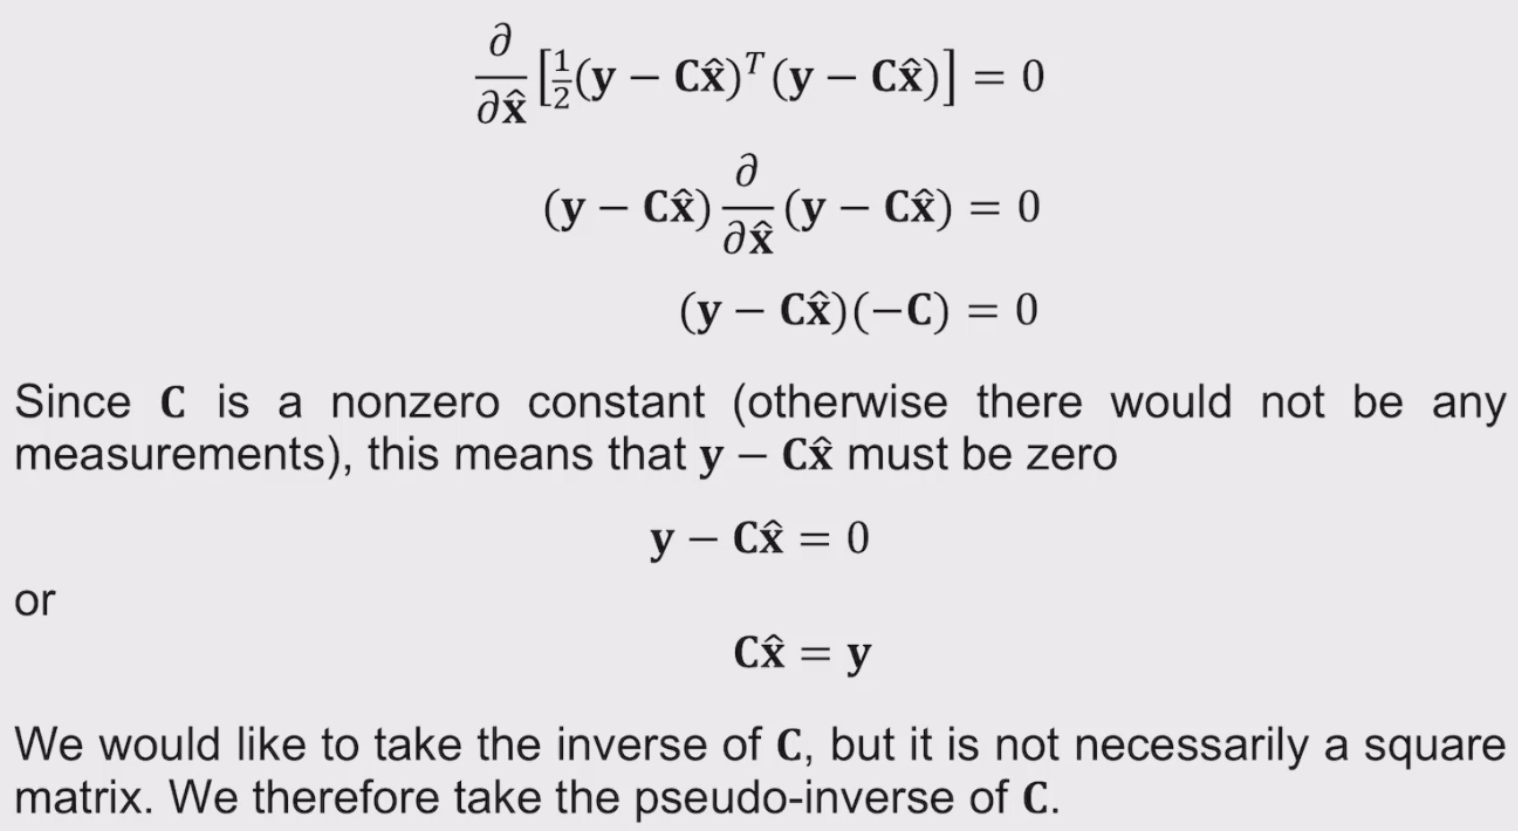 ∂/∂x̂ [½(y − Cx̂)ᵀ(y − Cx̂)] = 0
(y − Cx̂) ∂/∂x̂ (y − Cx̂) = 0
(y − Cx̂)(−C) = 0
Since C is a nonzero constant (otherwise there would not be any
measurements), this means that y − Cx̂ must be zero
y − Cx̂ = 0
or
Cx̂ = y
We would like to take the inverse of C, but it is not necessarily a square
matrix. We therefore take the pseudo-inverse of C.